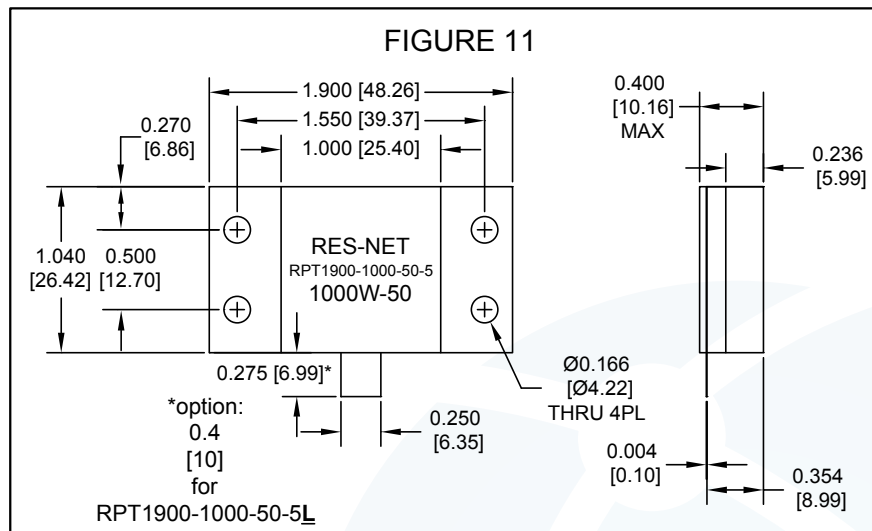 FIGURE 11
1.900 [48.26]
1.550 [39.37]
1.000 [25.40]
0.270
[6.86]
1.040
[26.42]
0.500
[12.70]
RES-NET
RPT1900-1000-50-5
1000W-50
0.275 [6.99]*
*option:
0.4
[10]
for
RPT1900-1000-50-5L
0.250
[6.35]
Ø0.166
[Ø4.22]
THRU 4PL
0.400
[10.16]
MAX
0.236
[5.99]
0.004
[0.10]
0.354
[8.99]